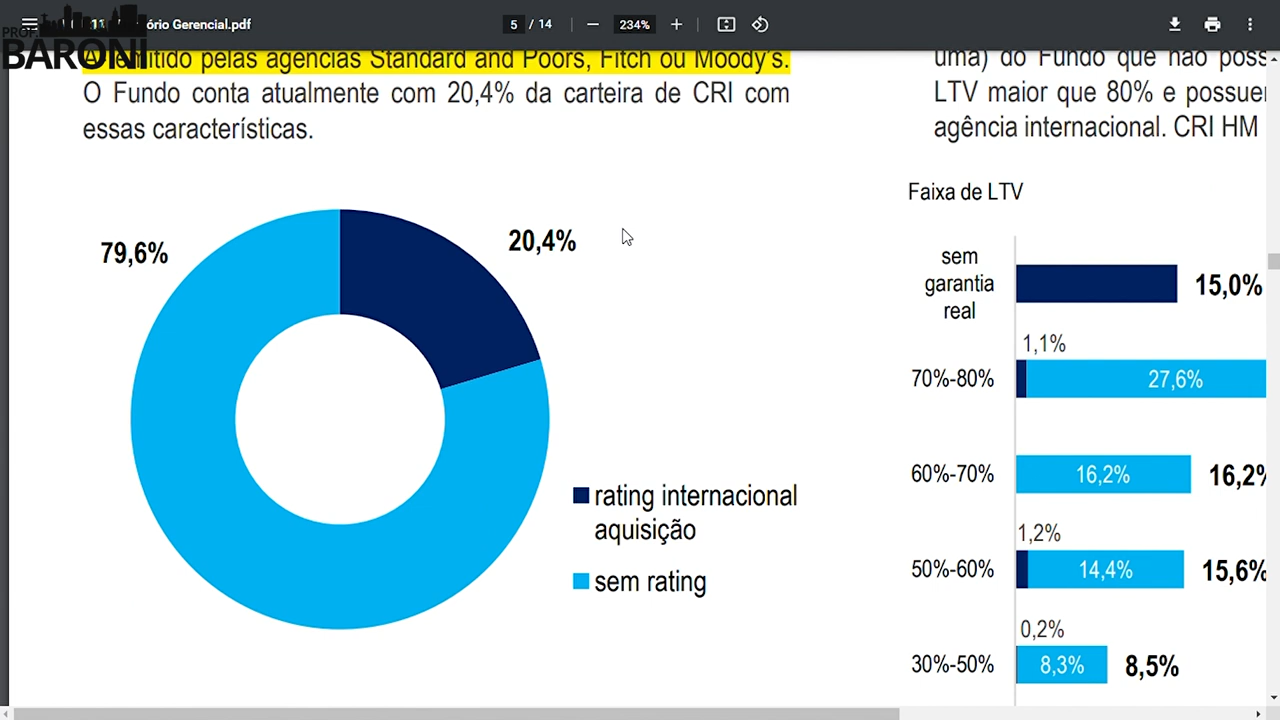 PROF.
BARONI
ório Gerencial.pdf
5 / 14
234%
emitido pelas agências Standard and Poors, Fitch ou Moody's.
O Fundo conta atualmente com 20,4% da carteira de CRI com
essas características.
79,6%
20,4%
rating internacional
aquisição
sem rating
uma) do Fundo que não poss
LTV maior que 80% e possue
agência internacional. CRI HM
Faixa de LTV
sem
garantia
real
15,0%
1,1%
70%-80%
27,6%
60%-70%
16,2%
16,2%
1,2%
50%-60%
14,4%
15,6%
0,2%
30%-50%
8,3%
8,5%